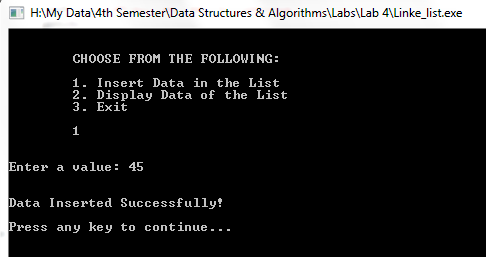 H:\My Data\4th Semester\Data Structures & Algorithms\Labs\Lab 4\Linke_list.exe
CHOOSE FROM THE FOLLOWING:
1. Insert Data in the List
2. Display Data of the List
3. Exit
1
Enter a value: 45
Data Inserted Successfully!
Press any key to continue...